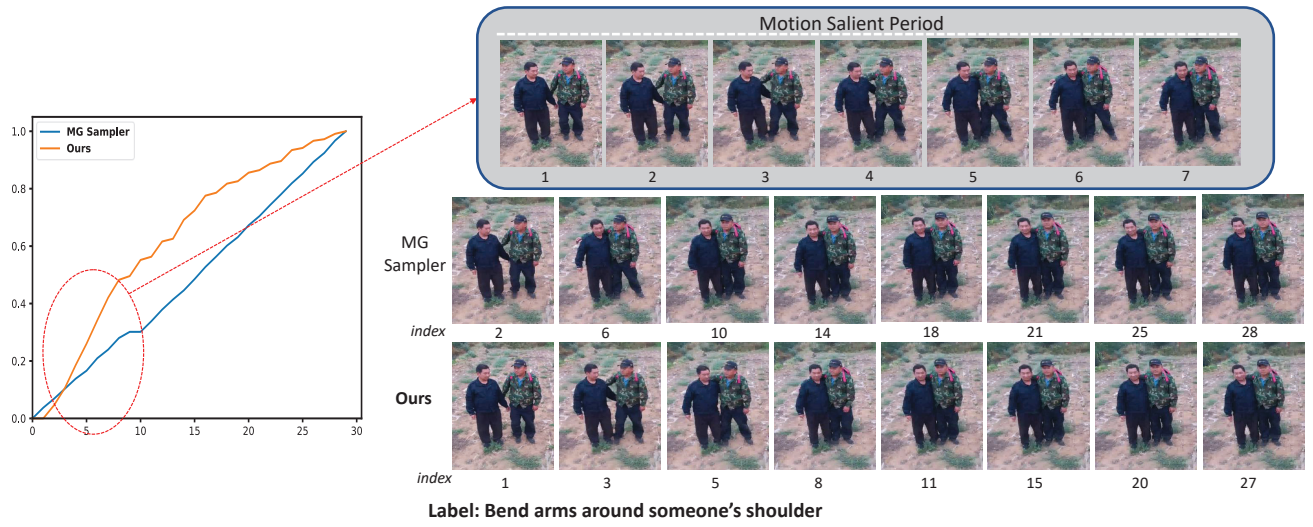 Motion Salient Period
1 2 3 4 5 6 7
MG Sampler
Ours
1.0
0.8
0.6
0.4
0.2
0.0
0 5 10 15 20 25 30
MG
Sampler
index 2 6 10 14 18 21 25 28
Ours
index 1 3 5 8 11 15 20 27
Label: Bend arms around someone's shoulder